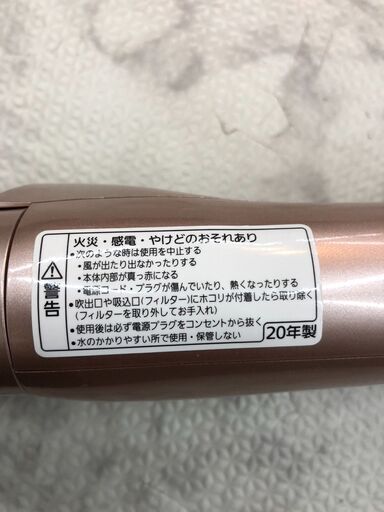 火災・感電・やけどのおそれあり
警告
• 次のような時は使用を中止する
• 風が出たり出なかったりする
• 本体内部が真っ赤になる
• 電源コード・プラグが傷んでいたり、熱くなったりする
• 吹出口や吸込口(フィルター)にホコリが付着したら取り除く
(フィルターを取り外してお手入れ)
• 使用後は必ず電源プラグをコンセントから抜く
• 水のかかりやすい所で使用・保管しない
20年製